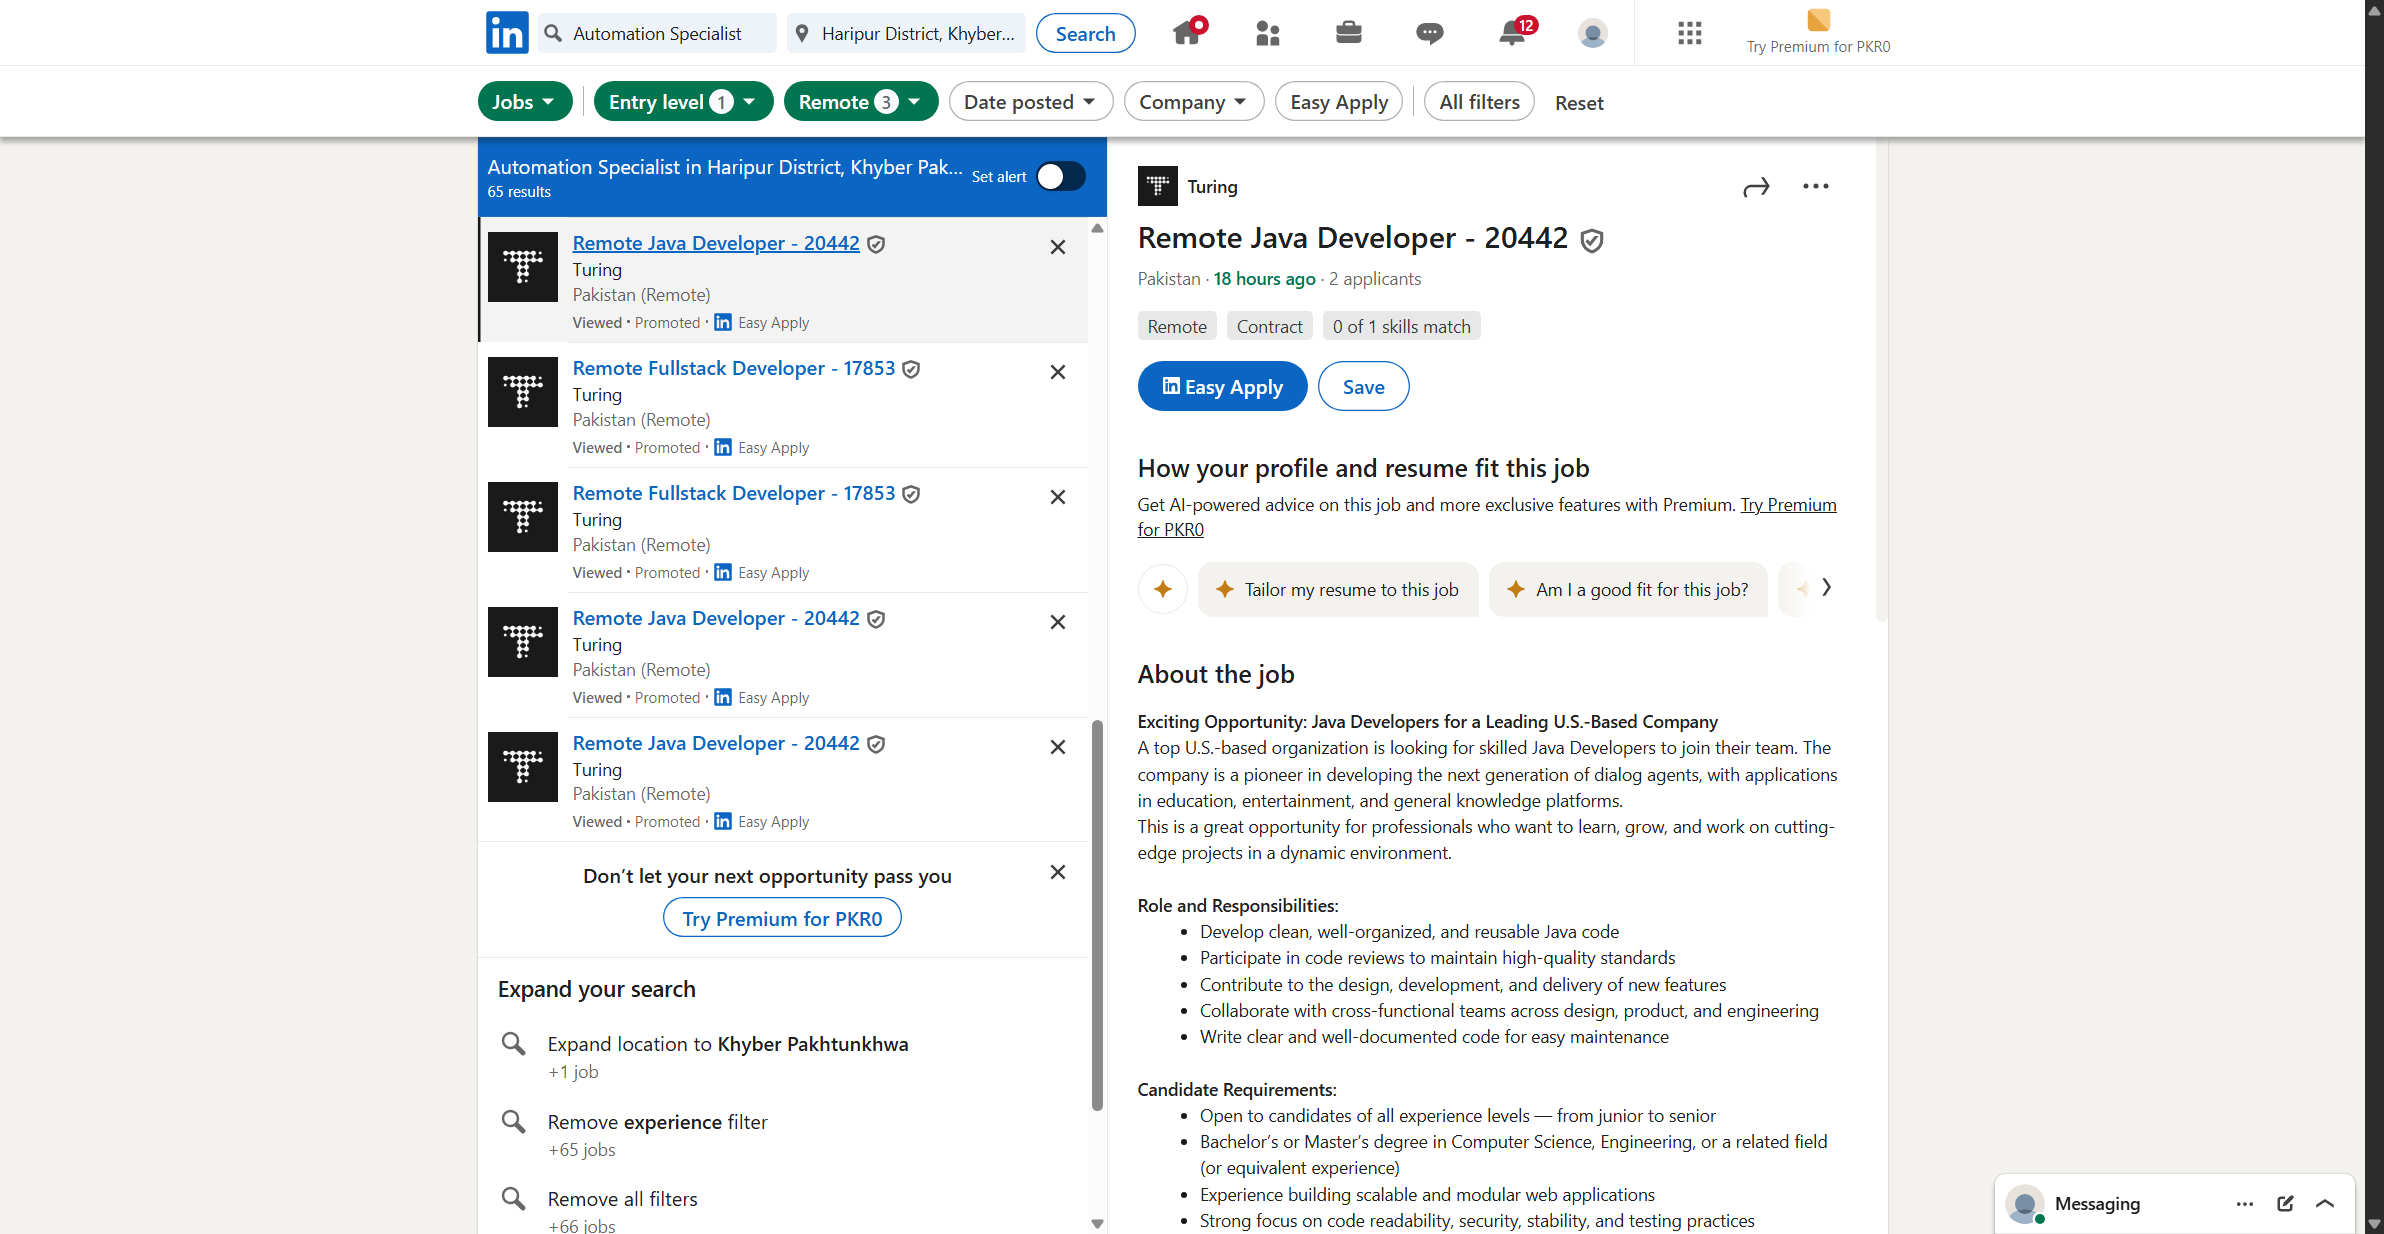 in
Automation Specialist
Haripur District, Khyber...
Search
12
Try Premium for PKR0
Jobs
Entry level 1
Remote 3
Date posted
Company
Easy Apply
All filters
Reset
Automation Specialist in Haripur District, Khyber Pak...
65 results
Set alert
Remote Java Developer - 20442
Turing
Pakistan (Remote)
Viewed • Promoted • in Easy Apply
Remote Fullstack Developer - 17853
Turing
Pakistan (Remote)
Viewed • Promoted • in Easy Apply
Remote Fullstack Developer - 17853
Turing
Pakistan (Remote)
Viewed • Promoted • in Easy Apply
Remote Java Developer - 20442
Turing
Pakistan (Remote)
Viewed • Promoted • in Easy Apply
Remote Java Developer - 20442
Turing
Pakistan (Remote)
Viewed • Promoted • in Easy Apply
Don’t let your next opportunity pass you
Try Premium for PKR0
Expand your search
Expand location to Khyber Pakhtunkhwa
+1 job
Remove experience filter
+65 jobs
Remove all filters
+66 jobs
Turing
Remote Java Developer - 20442
Pakistan · 18 hours ago · 2 applicants
Remote
Contract
0 of 1 skills match
in Easy Apply
Save
How your profile and resume fit this job
Get AI-powered advice on this job and more exclusive features with Premium. Try Premium
for PKR0
Tailor my resume to this job
Am I a good fit for this job?
About the job
Exciting Opportunity: Java Developers for a Leading U.S.-Based Company
A top U.S.-based organization is looking for skilled Java Developers to join their team. The
company is a pioneer in developing the next generation of dialog agents, with applications
in education, entertainment, and general knowledge platforms.
This is a great opportunity for professionals who want to learn, grow, and work on cutting-
edge projects in a dynamic environment.
Role and Responsibilities:
• Develop clean, well-organized, and reusable Java code
• Participate in code reviews to maintain high-quality standards
• Contribute to the design, development, and delivery of new features
• Collaborate with cross-functional teams across design, product, and engineering
• Write clear and well-documented code for easy maintenance
Candidate Requirements:
• Open to candidates of all experience levels — from junior to senior
• Bachelor’s or Master’s degree in Computer Science, Engineering, or a related field
(or equivalent experience)
• Experience building scalable and modular web applications
• Strong focus on code readability, security, stability, and testing practices
Messaging